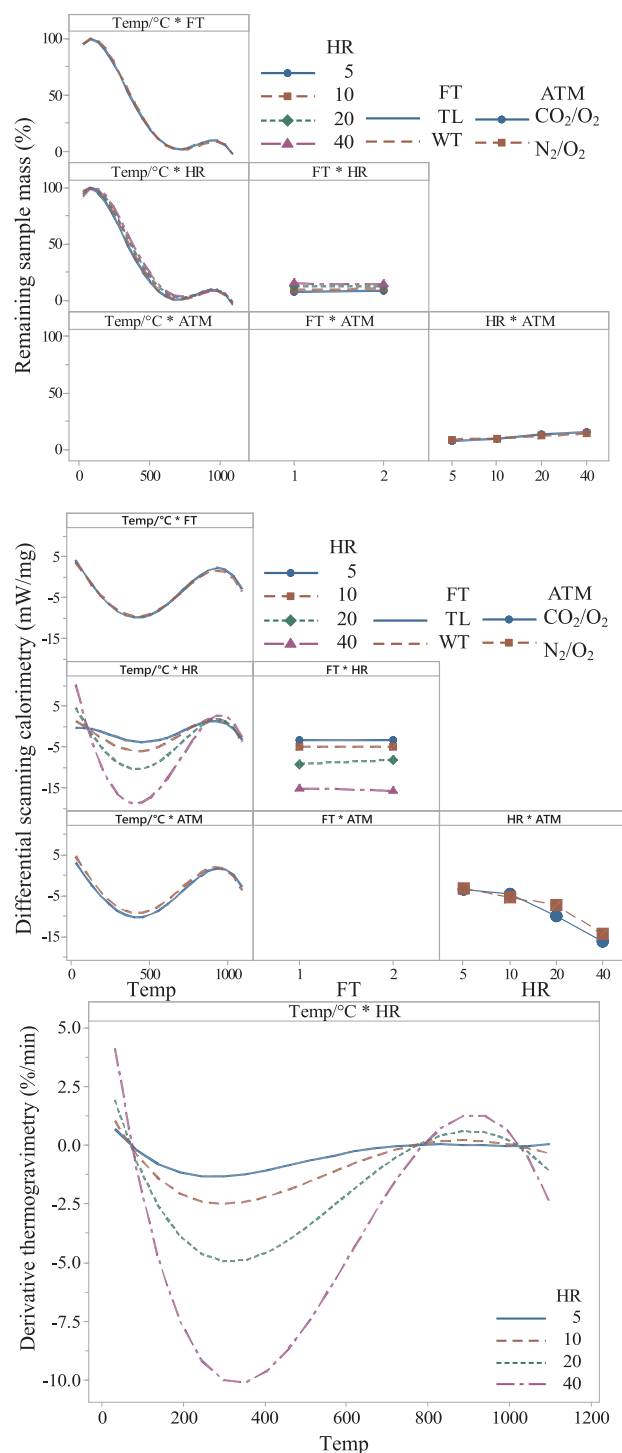 Temp/°C * FT
HR
5
10
20
40
FT
TL
WT
ATM
CO₂/O₂
N₂/O₂
Remaining sample mass (%)
100
50
0
Temp/°C * HR
FT * HR
100
50
0
Temp/°C * ATM
FT * ATM
HR * ATM
100
50
0
0 500 1000
1 2
5 10 20 40
Temp/°C * FT
HR
5
10
20
40
FT
TL
WT
ATM
CO₂/O₂
N₂/O₂
Differential scanning calorimetry (mW/mg)
5
-5
-15
Temp/°C * HR
FT * HR
5
-5
-15
Temp/°C * ATM
FT * ATM
HR * ATM
5
-5
-15
0 500 1000
1 2
5 10 20 40
Temp FT HR
Temp/°C * HR
Derivative thermogravimetry (%/min)
5.0
2.5
0.0
-2.5
-5.0
-7.5
-10.0
HR
5
10
20
40
0 200 400 600 800 1000 1200
Temp